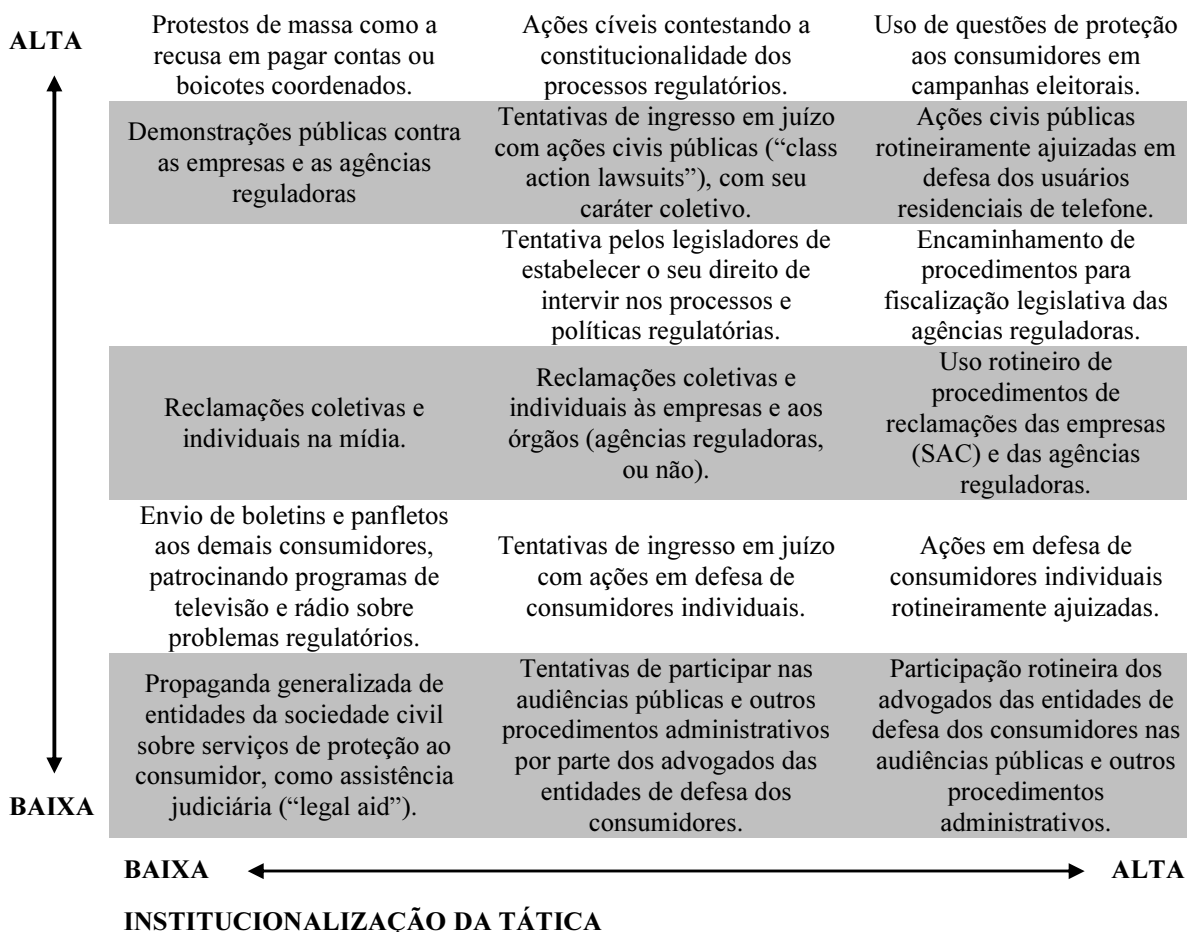 ALTA
Protestos de massa como a
recusa em pagar contas ou
boicotes coordenados.
Ações cíveis contestando a
constitucionalidade dos
processos regulatórios.
Uso de questões de proteção
aos consumidores em
campanhas eleitorais.
Demonstrações públicas contra
as empresas e as agências
reguladoras
Tentativas de ingresso em juízo
com ações civis públicas (“class
action lawsuits”), com seu
caráter coletivo.
Ações civis públicas
rotineiramente ajuizadas em
defesa dos usuários
residenciais de telefone.
Tentativa pelos legisladores de
estabelecer o seu direito de
intervir nos processos e
políticas regulatórias.
Encaminhamento de
procedimentos para
fiscalização legislativa das
agências reguladoras.
Reclamações coletivas e
individuais na mídia.
Reclamações coletivas e
individuais às empresas e aos
órgãos (agências reguladoras,
ou não).
Uso rotineiro de
procedimentos de
reclamações das empresas
(SAC) e das agências
reguladoras.
Envio de boletins e panfletos
aos demais consumidores,
patrocinando programas de
televisão e rádio sobre
problemas regulatórios.
Tentativas de ingresso em juízo
com ações em defesa de
consumidores individuais.
Ações em defesa de
consumidores individuais
rotineiramente ajuizadas.
Propaganda generalizada de
entidades da sociedade civil
sobre serviços de proteção ao
consumidor, como assistência
judiciária (“legal aid”).
Tentativas de participar nas
audiências públicas e outros
procedimentos administrativos
por parte dos advogados das
entidades de defesa dos
consumidores.
Participação rotineira dos
advogados das entidades de
defesa dos consumidores nas
audiências públicas e outros
procedimentos
administrativos.
BAIXA
BAIXA
ALTA
INSTITUCIONALIZAÇÃO DA TÁTICA